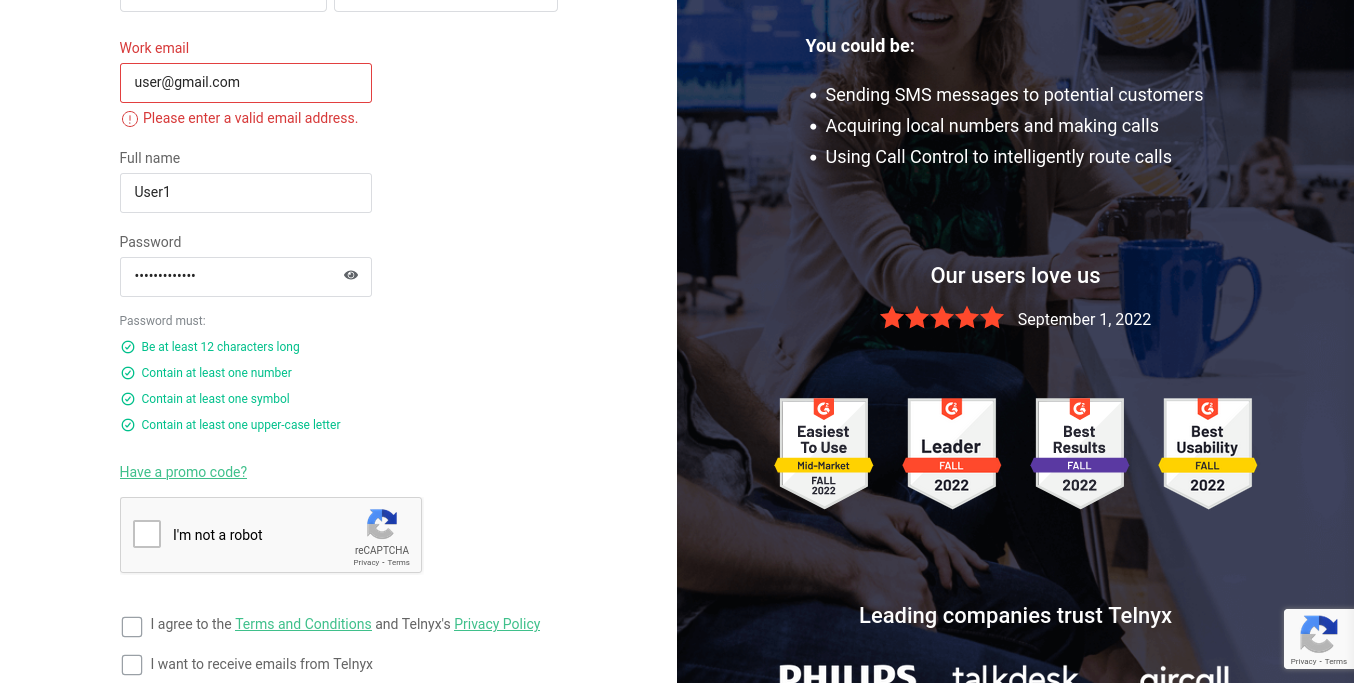 Work email
user@gmail.com
Please enter a valid email address.
Full name
User1
Password
•••••••••••••
Password must:
Be at least 12 characters long
Contain at least one number
Contain at least one symbol
Contain at least one upper-case letter
Have a promo code?
I'm not a robot
reCAPTCHA
Privacy - Terms
I agree to the Terms and Conditions and Telnyx's Privacy Policy
I want to receive emails from Telnyx
You could be:
• Sending SMS messages to potential customers
• Acquiring local numbers and making calls
• Using Call Control to intelligently route calls
Our users love us
September 1, 2022
Easiest
To Use
Mid-Market
FALL
2022
Leader
FALL
2022
Best
Results
FALL
2022
Best
Usability
FALL
2022
Leading companies trust Telnyx
PHILIPS talkdesk aircall
Privacy - Terms